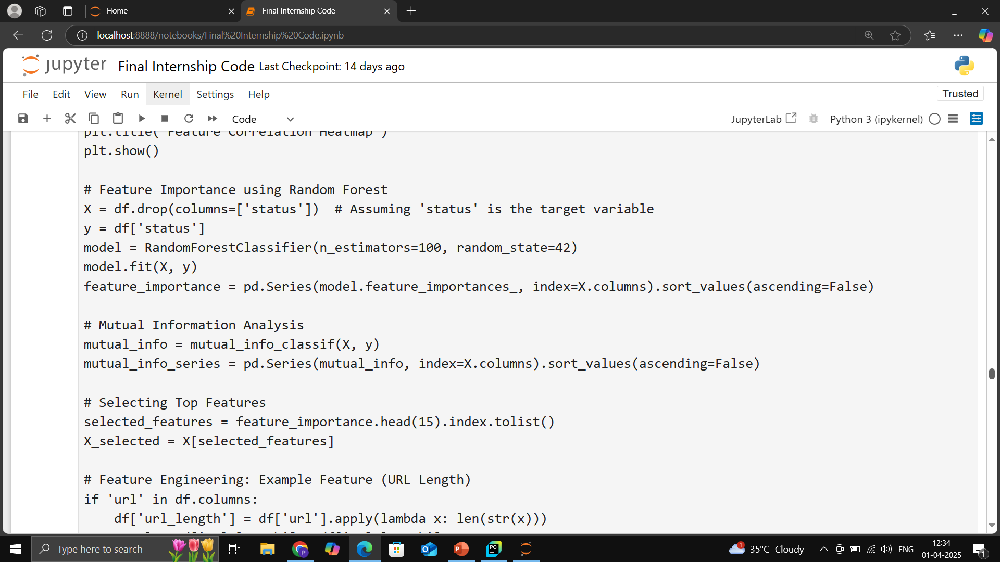 Home
Final Internship Code
localhost:8888/notebooks/Final%20Internship%20Code.ipynb
jupyter Final Internship Code Last Checkpoint: 14 days ago
File Edit View Run Kernel Settings Help
Trusted
Code
JupyterLab
Python 3 (ipykernel)
plt.title("Feature Correlation Heatmap")
plt.show()
# Feature Importance using Random Forest
X = df.drop(columns=['status'])  # Assuming 'status' is the target variable
y = df['status']
model = RandomForestClassifier(n_estimators=100, random_state=42)
model.fit(X, y)
feature_importance = pd.Series(model.feature_importances_, index=X.columns).sort_values(ascending=False)
# Mutual Information Analysis
mutual_info = mutual_info_classif(X, y)
mutual_info_series = pd.Series(mutual_info, index=X.columns).sort_values(ascending=False)
# Selecting Top Features
selected_features = feature_importance.head(15).index.tolist()
X_selected = X[selected_features]
# Feature Engineering: Example Feature (URL Length)
if 'url' in df.columns:
    df['url_length'] = df['url'].apply(lambda x: len(str(x)))
Type here to search
PC
1
35°C Cloudy
ENG
12:34
01-04-2025
1